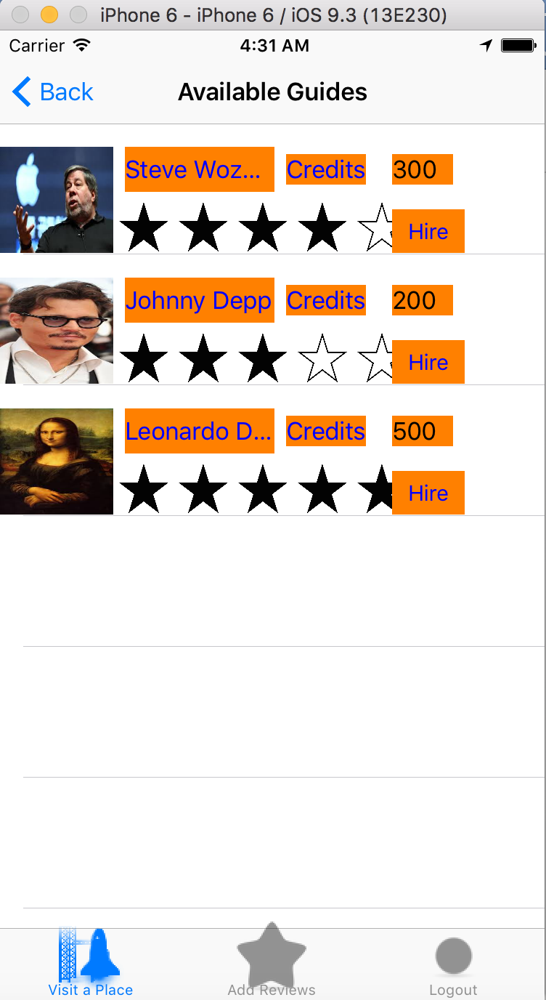 iPhone 6 - iPhone 6 / iOS 9.3 (13E230)
Carrier 4:31 AM
Back Available Guides
Steve Woz... Credits 300
Hire
Johnny Depp Credits 200
Hire
Leonardo D... Credits 500
Hire
Visit a Place Add Reviews Logout